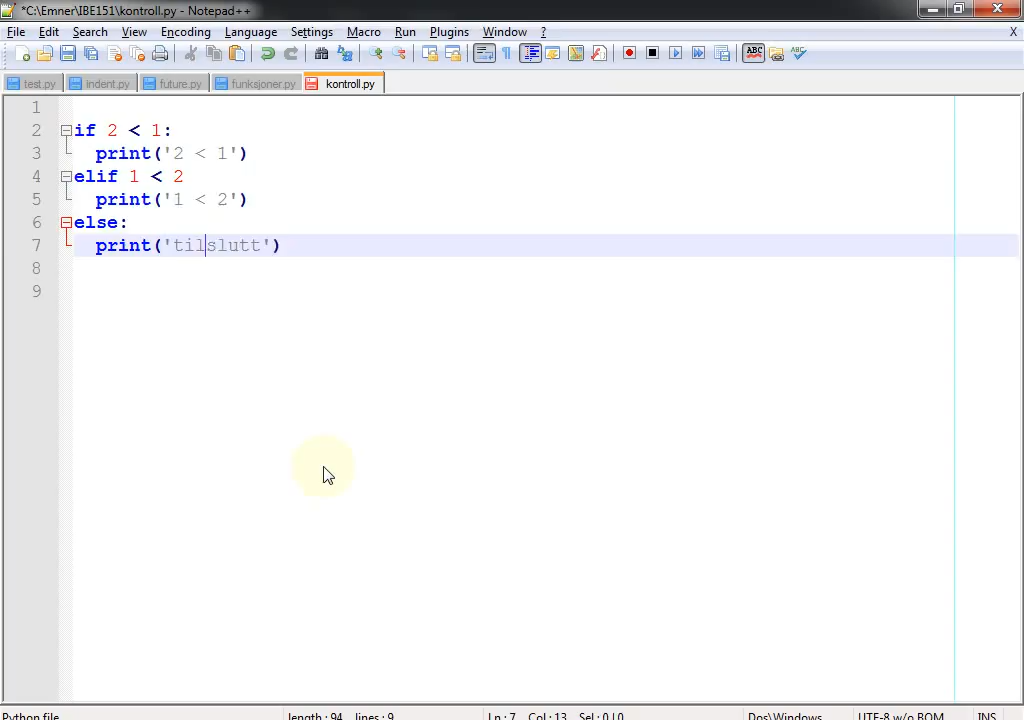 *C:\Emner\IBE151\kontroll.py - Notepad++
File Edit Search View Encoding Language Settings Macro Run Plugins Window ? X
test.py indent.py future.py funksjoner.py kontroll.py
1
2 if 2 < 1:
3 print('2 < 1')
4 elif 1 < 2
5 print('1 < 2')
6 else:
7 print('tilslutt')
8
9
Python file length : 94 lines : 9 Ln : 7 Col : 13 Sel : 0 | 0 Dos\Windows UTF-8 w/o BOM INS